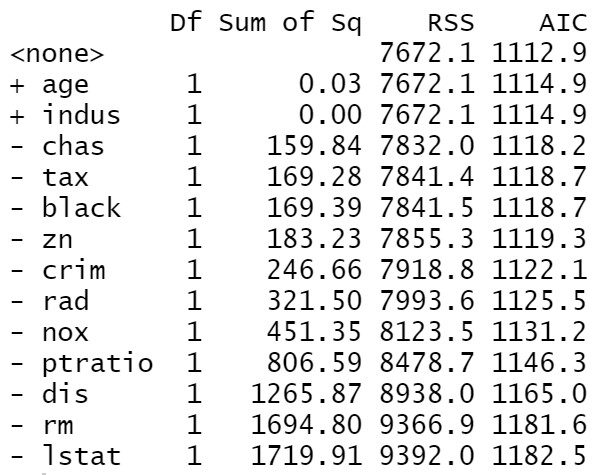 Df Sum of Sq RSS AIC
<none> 7672.1 1112.9
+ age 1 0.03 7672.1 1114.9
+ indus 1 0.00 7672.1 1114.9
- chas 1 159.84 7832.0 1118.2
- tax 1 169.28 7841.4 1118.7
- black 1 169.39 7841.5 1118.7
- zn 1 183.23 7855.3 1119.3
- crim 1 246.66 7918.8 1122.1
- rad 1 321.50 7993.6 1125.5
- nox 1 451.35 8123.5 1131.2
- ptratio 1 806.59 8478.7 1146.3
- dis 1 1265.87 8938.0 1165.0
- rm 1 1694.80 9366.9 1181.6
- lstat 1 1719.91 9392.0 1182.5